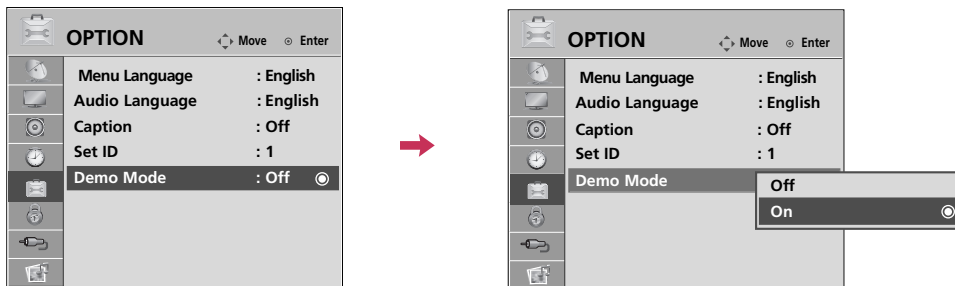 OPTION Move Enter
Menu Language : English
Audio Language : English
Caption : Off
Set ID : 1
Demo Mode : Off
OPTION Move Enter
Menu Language : English
Audio Language : English
Caption : Off
Set ID : 1
Demo Mode
Off
On